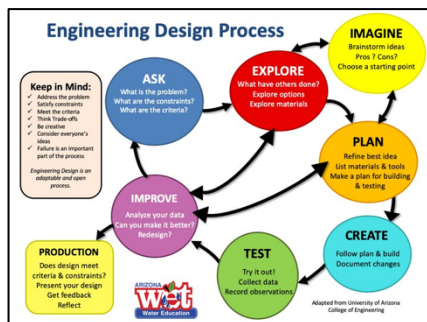 Engineering Design Process
Keep in Mind:
✓ Address the problem
✓ Satisfy constraints
✓ Meet the criteria
✓ Think Trade-offs
✓ Be creative
✓ Consider everyone's
ideas
✓ Failure is an important
part of the process
Engineering Design is an
adaptable and open
process.
ASK
What is the problem?
What are the constraints?
What are the criteria?
EXPLORE
What have others done?
Explore options
Explore materials
IMAGINE
Brainstorm ideas
Pros ? Cons?
Choose a starting point
PLAN
Refine best idea
List materials & tools
Make a plan for building
& testing
CREATE
Follow plan & build
Document changes
TEST
Try it out!
Collect data
Record observations
IMPROVE
Analyze your data
Can you make it better?
Redesign?
PRODUCTION
Does design meet
criteria & constraints?
Present your design
Get feedback
Reflect
ARIZONA
wet
Water Education
Adapted from University of Arizona
College of Engineering